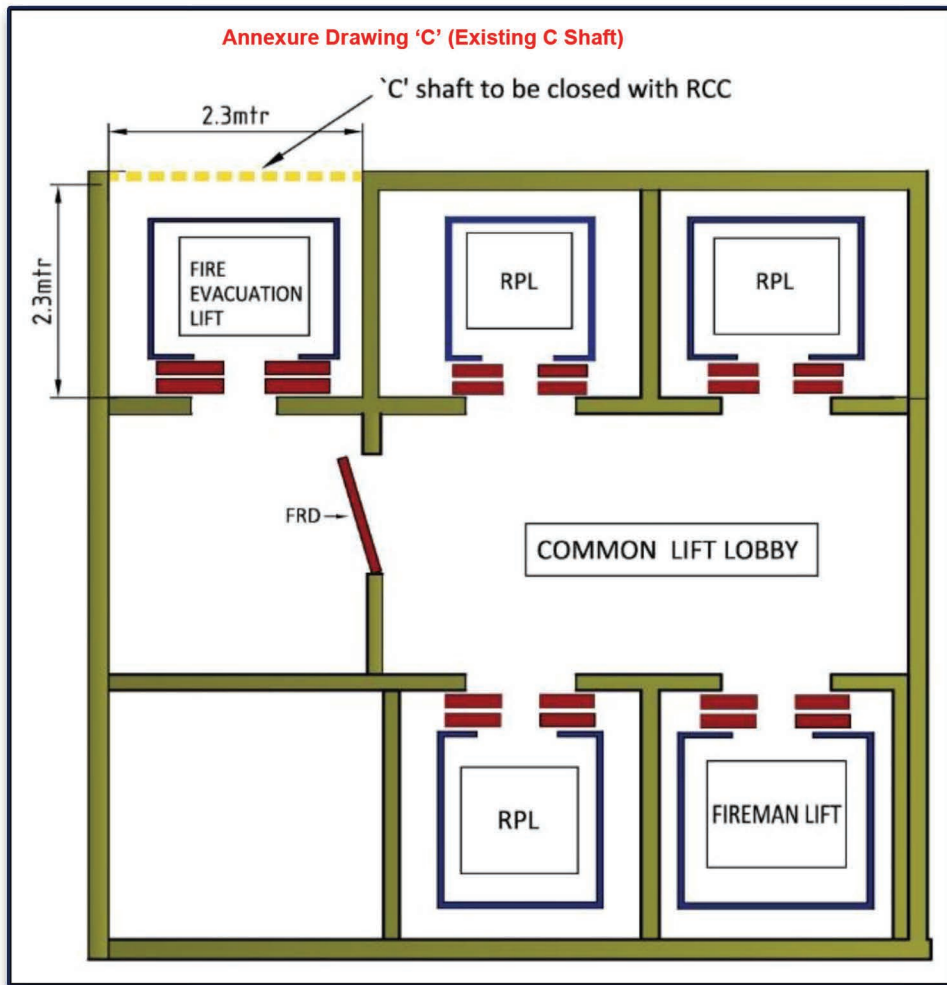 Annexure Drawing ‘C’ (Existing C Shaft)
`C' shaft to be closed with RCC
2.3mtr
2.3mtr
FIRE
EVACUATION
LIFT
RPL
RPL
FRD
COMMON LIFT LOBBY
RPL
FIREMAN LIFT